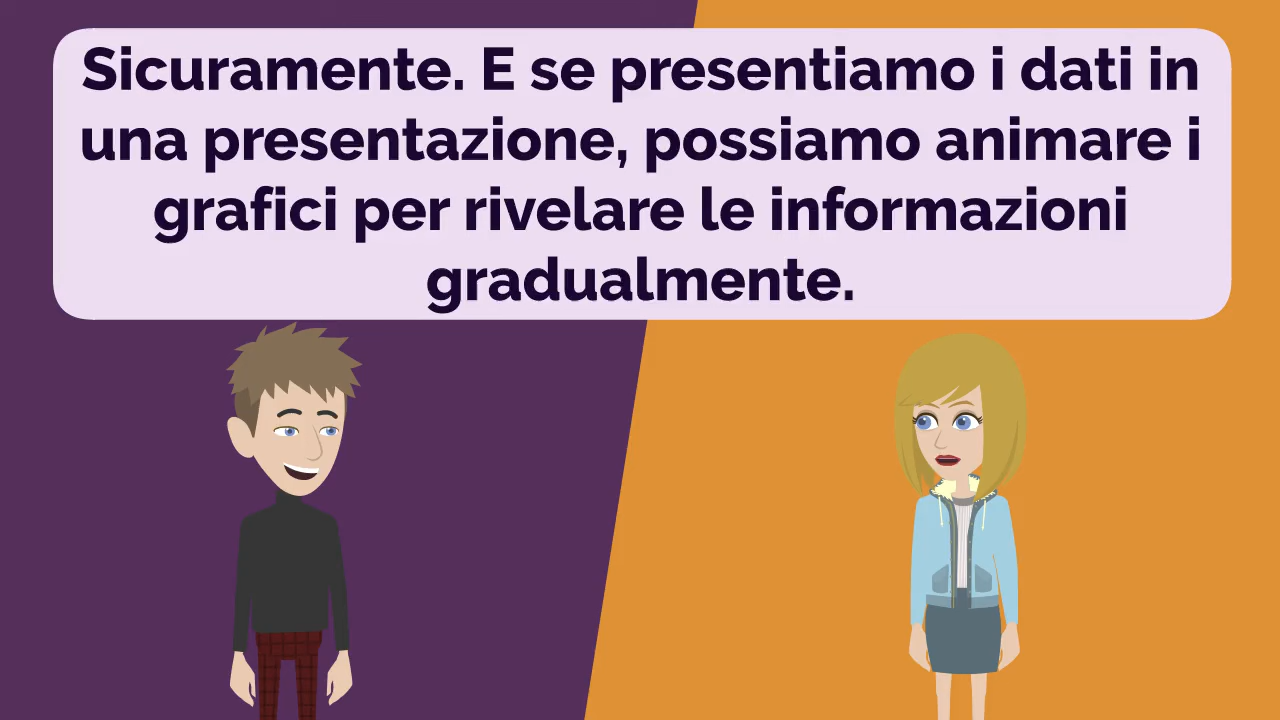 Sicuramente. E se presentiamo i dati in
una presentazione, possiamo animare i
grafici per rivelare le informazioni
gradualmente.